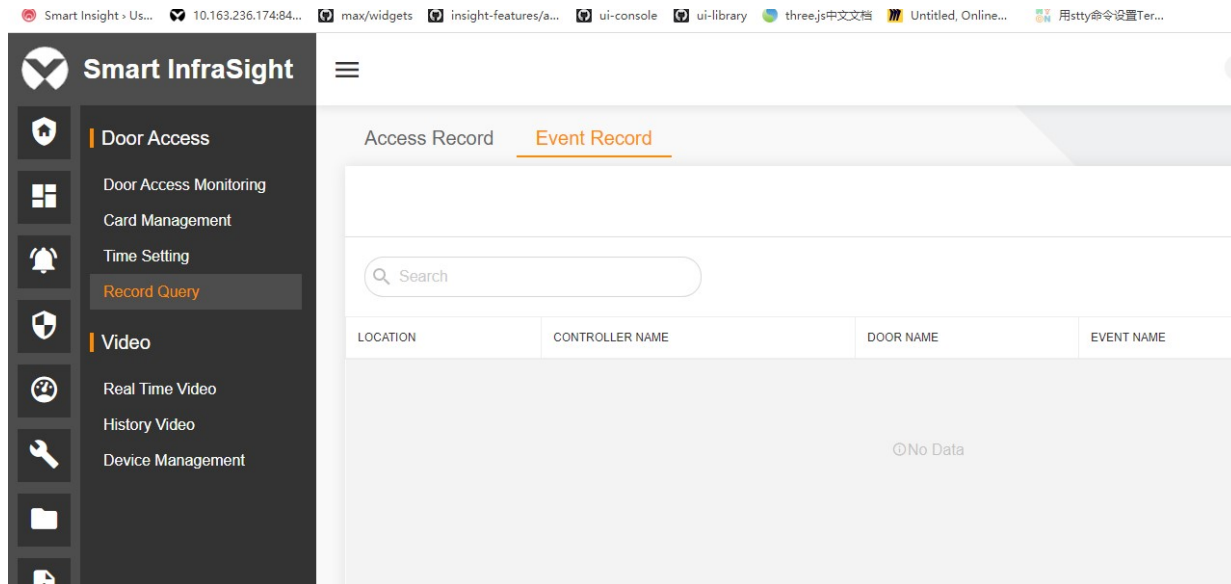 Smart Insight › Us... 10.163.236.174:84... max/widgets insight-features/a... ui-console ui-library three.js中文文档 Untitled, Online... 用stty命令设置Ter...
Smart InfraSight
Door Access
Door Access Monitoring
Card Management
Time Setting
Record Query
Video
Real Time Video
History Video
Device Management
Access Record Event Record
Search
LOCATION CONTROLLER NAME DOOR NAME EVENT NAME
No Data